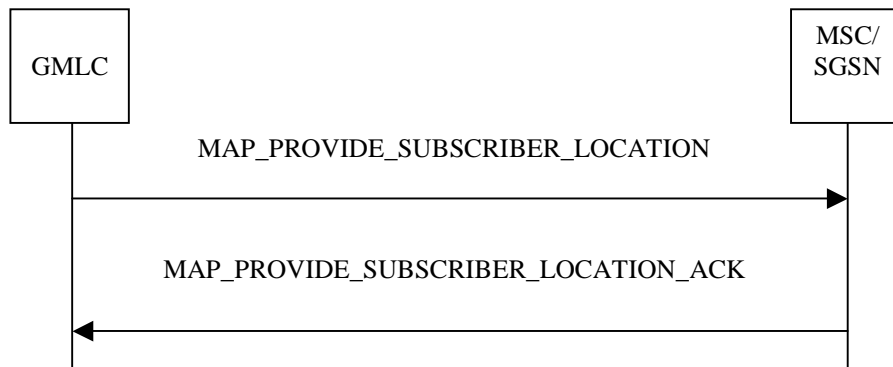 GMLC
MSC/
SGSN
MAP_PROVIDE_SUBSCRIBER_LOCATION
MAP_PROVIDE_SUBSCRIBER_LOCATION_ACK